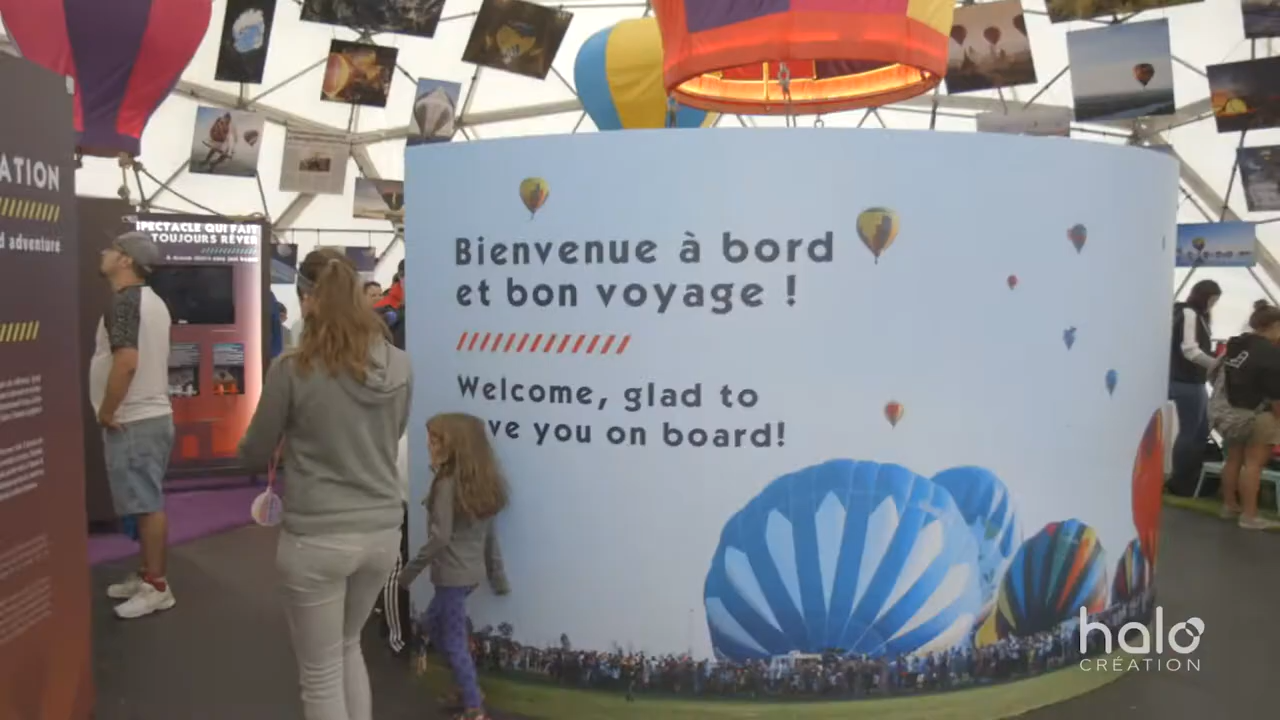 ATION
d adventure
SPECTACLE QUI FAIT
TOUJOURS RÊVER
Bienvenue à bord
et bon voyage !
Welcome, glad to
ve you on board!
halo
CRÉATION